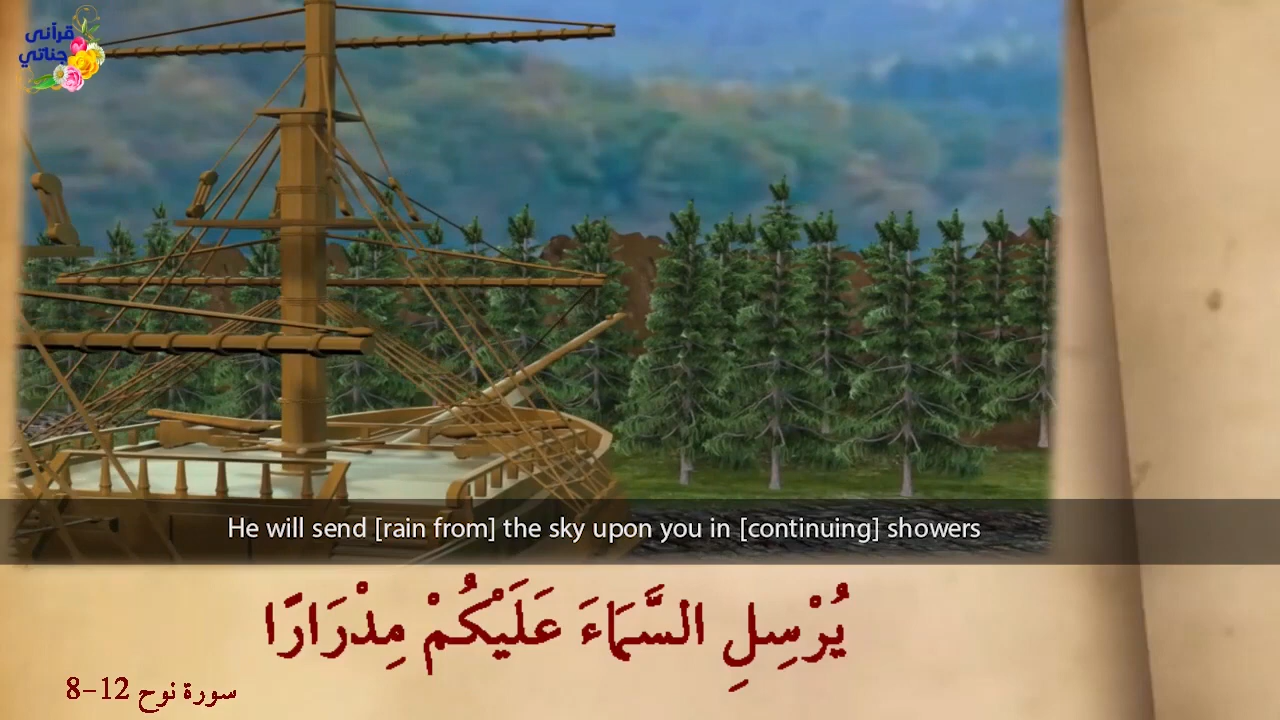 قرآنى
جناتي
He will send [rain from] the sky upon you in [continuing] showers
يُرْسِلِ السَّمَاءَ عَلَيْكُمْ مِدْرَارًا
سورة نوح 12-8